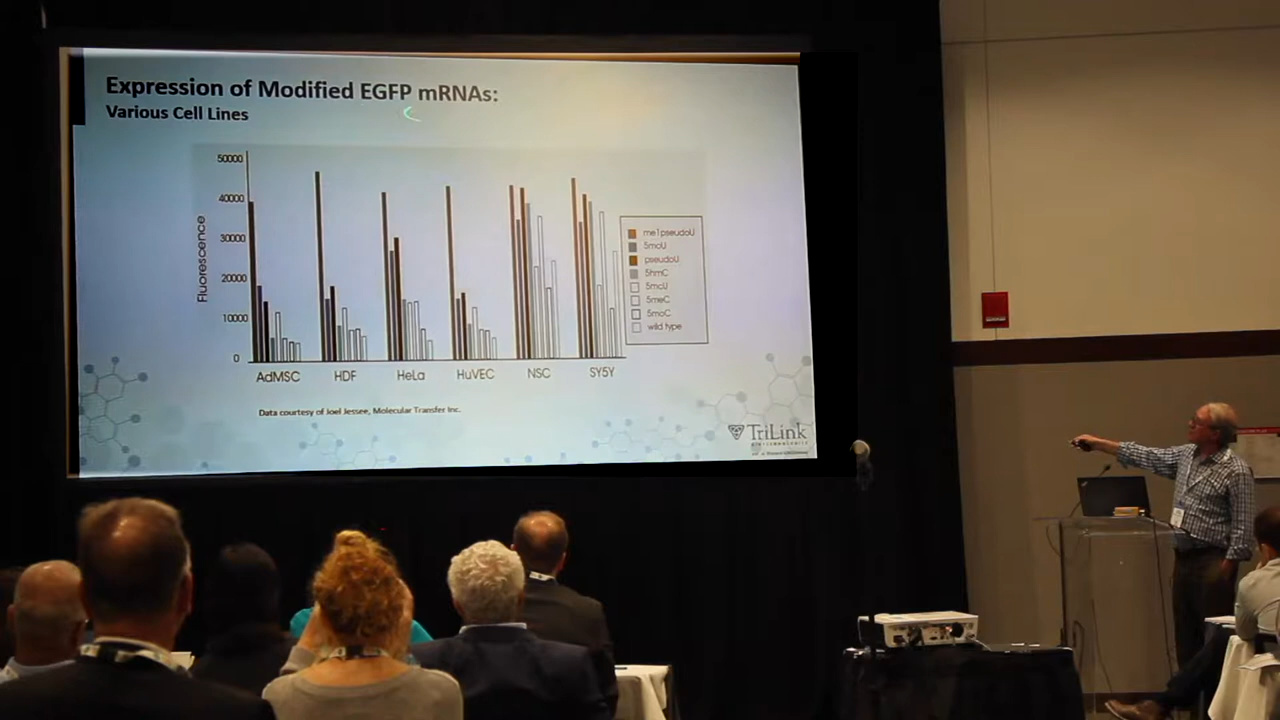 Expression of Modified EGFP mRNAs:
Various Cell Lines
Fluorescence
50000
40000
30000
20000
10000
0
AdMSC HDF HeLa HuVEC NSC SY5Y
me1pseudoU
5moU
pseudoU
5hmC
5mcU
5meC
5moC
wild type
Data courtesy of Joel Jessee, Molecular Transfer Inc.
TriLink